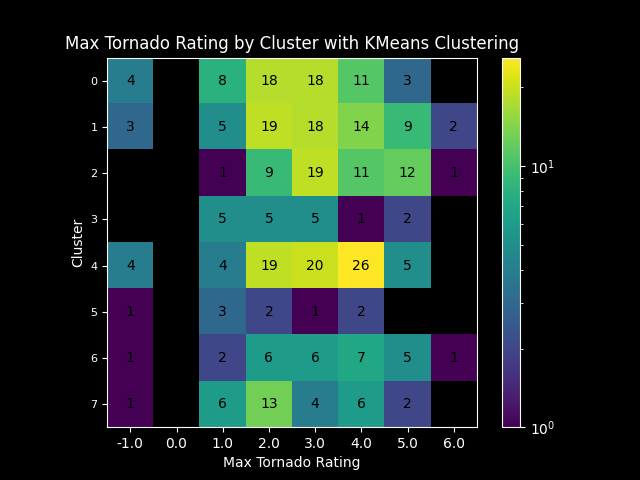 Max Tornado Rating by Cluster with KMeans Clustering
0 4 8 18 18 11 3
1 3 5 19 18 14 9 2
2 1 9 19 11 12 1
3 5 5 5 1 2
4 4 4 19 20 26 5
5 1 3 2 1 2
6 1 2 6 6 7 5 1
7 1 6 13 4 6 2
-1.0 0.0 1.0 2.0 3.0 4.0 5.0 6.0
Max Tornado Rating
Cluster
10¹
10⁰